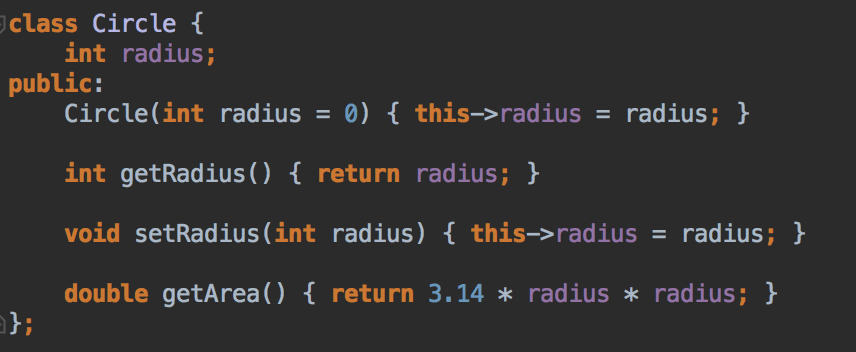 class Circle {
    int radius;
public:
    Circle(int radius = 0) { this->radius = radius; }
    int getRadius() { return radius; }
    void setRadius(int radius) { this->radius = radius; }
    double getArea() { return 3.14 * radius * radius; }
};